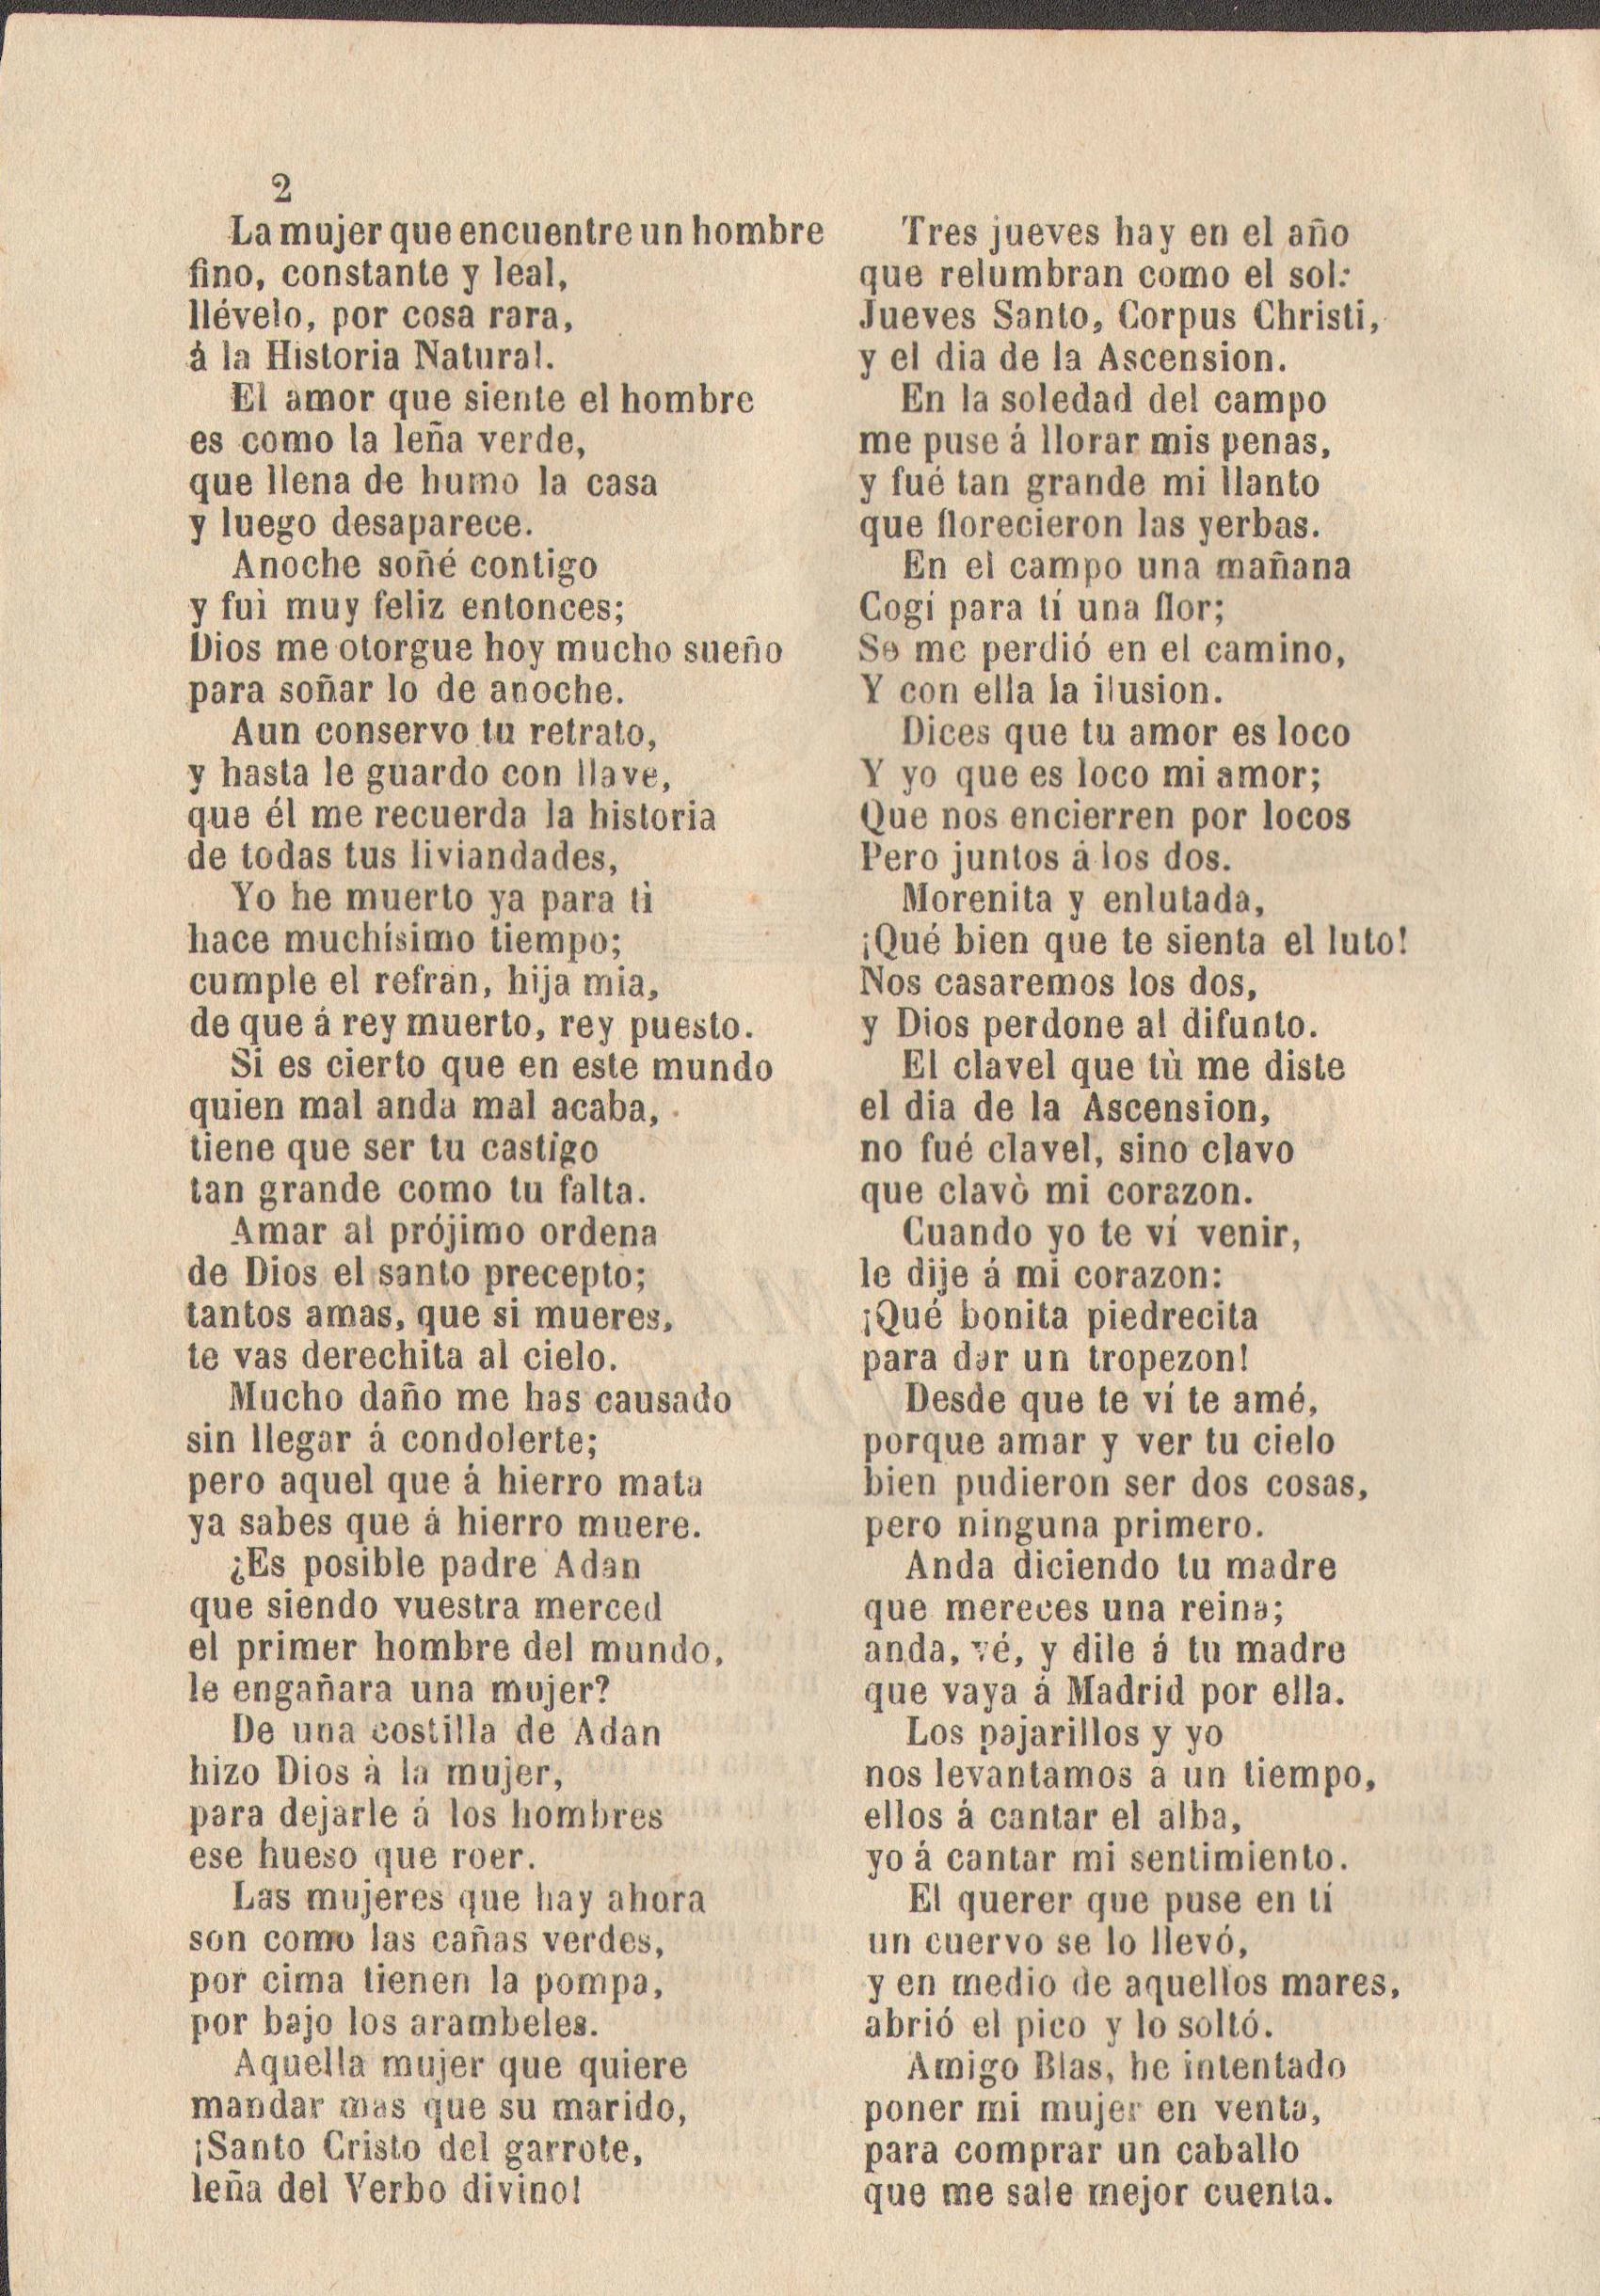 2
La mujer que encuentre un hombre
fino, constante y leal,
llévelo, por cosa rara,
á la Historia Natural.
El amor que siente el hombre
es como la leña verde,
que llena de humo la casa
y luego desaparece.
Anoche soñé contigo
y fuì muy feliz entonces;
Dios me otorgue hoy mucho sueño
para soñar lo de anoche.
Aun conservo tu retrato,
y hasta le guardo con llave,
que él me recuerda la historia
de todas tus liviandades,
Yo he muerto ya para tì
hace muchísimo tiempo;
cumple el refran, hija mia,
de que á rey muerto, rey puesto.
Si es cierto que en este mundo
quien mal anda mal acaba,
tiene que ser tu castigo
tan grande como tu falta.
Amar al prójimo ordena
de Dios el santo precepto;
tantos amas, que si mueres,
te vas derechita al cielo.
Mucho daño me has causado
sin llegar á condolerte;
pero aquel que á hierro mata
ya sabes que á hierro muere.
¿Es posible padre Adan
que siendo vuestra merced
el primer hombre del mundo,
le engañara una mujer?
De una costilla de Adan
hizo Dios à la mujer,
para dejarle á los hombres
ese hueso que roer.
Las mujeres que hay ahora
son como las cañas verdes,
por cima tienen la pompa,
por bajo los arambeles.
Aquella mujer que quiere
mandar mas que su marido,
¡Santo Cristo del garrote,
leña del Verbo divino!
Tres jueves hay en el año
que relumbran como el sol:
Jueves Santo, Corpus Christi,
y el dia de la Ascension.
En la soledad del campo
me puse á llorar mis penas,
y fué tan grande mi llanto
que florecieron las yerbas.
En el campo una mañana
Cogí para tí una flor;
Se me perdió en el camino,
Y con ella la ilusion.
Dices que tu amor es loco
Y yo que es loco mi amor;
Que nos encierren por locos
Pero juntos á los dos.
Morenita y enlutada,
¡Qué bien que te sienta el luto!
Nos casaremos los dos,
y Dios perdone al difunto.
El clavel que tù me diste
el dia de la Ascension,
no fué clavel, sino clavo
que clavò mi corazon.
Cuando yo te ví venir,
le dije á mi corazon:
¡Qué bonita piedrecita
para dar un tropezon!
Desde que te ví te amé,
porque amar y ver tu cielo
bien pudieron ser dos cosas,
pero ninguna primero.
Anda diciendo tu madre
que mereces una reina;
anda, vé, y dile á tu madre
que vaya á Madrid por ella.
Los pajarillos y yo
nos levantamos á un tiempo,
ellos á cantar el alba,
yo á cantar mi sentimiento.
El querer que puse en tí
un cuervo se lo llevó,
y en medio de aquellos mares,
abrió el pico y lo soltó.
Amigo Blas, he intentado
poner mi mujer en venta,
para comprar un caballo
que me sale mejor cuenta.